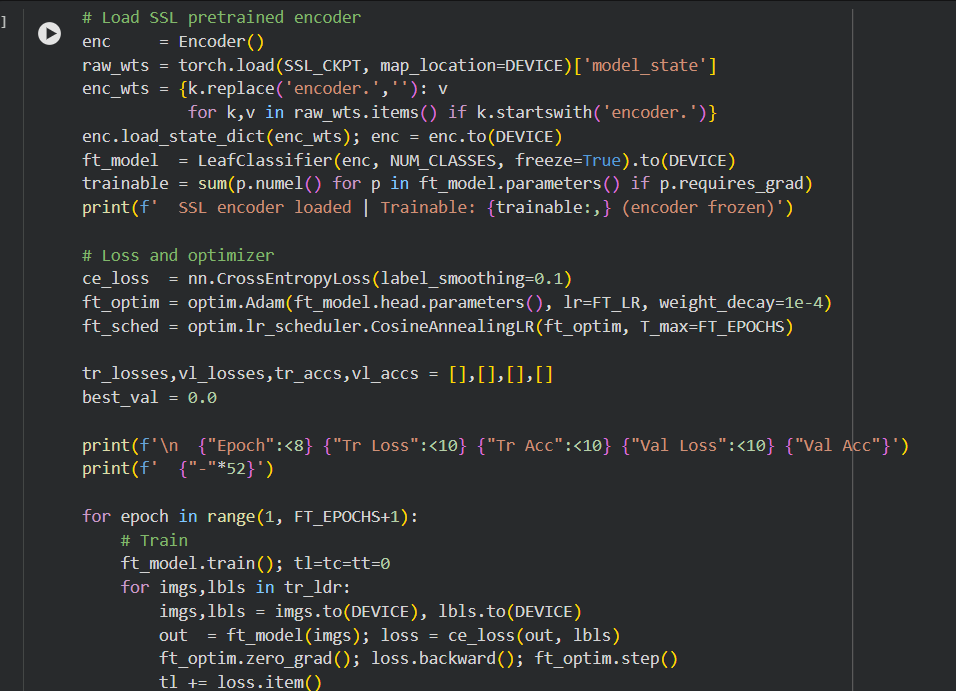 ]
# Load SSL pretrained encoder
enc     = Encoder()
raw_wts = torch.load(SSL_CKPT, map_location=DEVICE)['model_state']
enc_wts = {k.replace('encoder.',''): v
           for k,v in raw_wts.items() if k.startswith('encoder.')}
enc.load_state_dict(enc_wts); enc = enc.to(DEVICE)
ft_model  = LeafClassifier(enc, NUM_CLASSES, freeze=True).to(DEVICE)
trainable = sum(p.numel() for p in ft_model.parameters() if p.requires_grad)
print(f'  SSL encoder loaded | Trainable: {trainable:,} (encoder frozen)')

# Loss and optimizer
ce_loss  = nn.CrossEntropyLoss(label_smoothing=0.1)
ft_optim = optim.Adam(ft_model.head.parameters(), lr=FT_LR, weight_decay=1e-4)
ft_sched = optim.lr_scheduler.CosineAnnealingLR(ft_optim, T_max=FT_EPOCHS)

tr_losses,vl_losses,tr_accs,vl_accs = [],[],[],[]
best_val = 0.0

print(f'\n  {"Epoch":<8} {"Tr Loss":<10} {"Tr Acc":<10} {"Val Loss":<10} {"Val Acc"}')
print(f'  {"-"*52}')

for epoch in range(1, FT_EPOCHS+1):
    # Train
    ft_model.train(); tl=tc=tt=0
    for imgs,lbls in tr_ldr:
        imgs,lbls = imgs.to(DEVICE), lbls.to(DEVICE)
        out  = ft_model(imgs); loss = ce_loss(out, lbls)
        ft_optim.zero_grad(); loss.backward(); ft_optim.step()
        tl += loss.item()